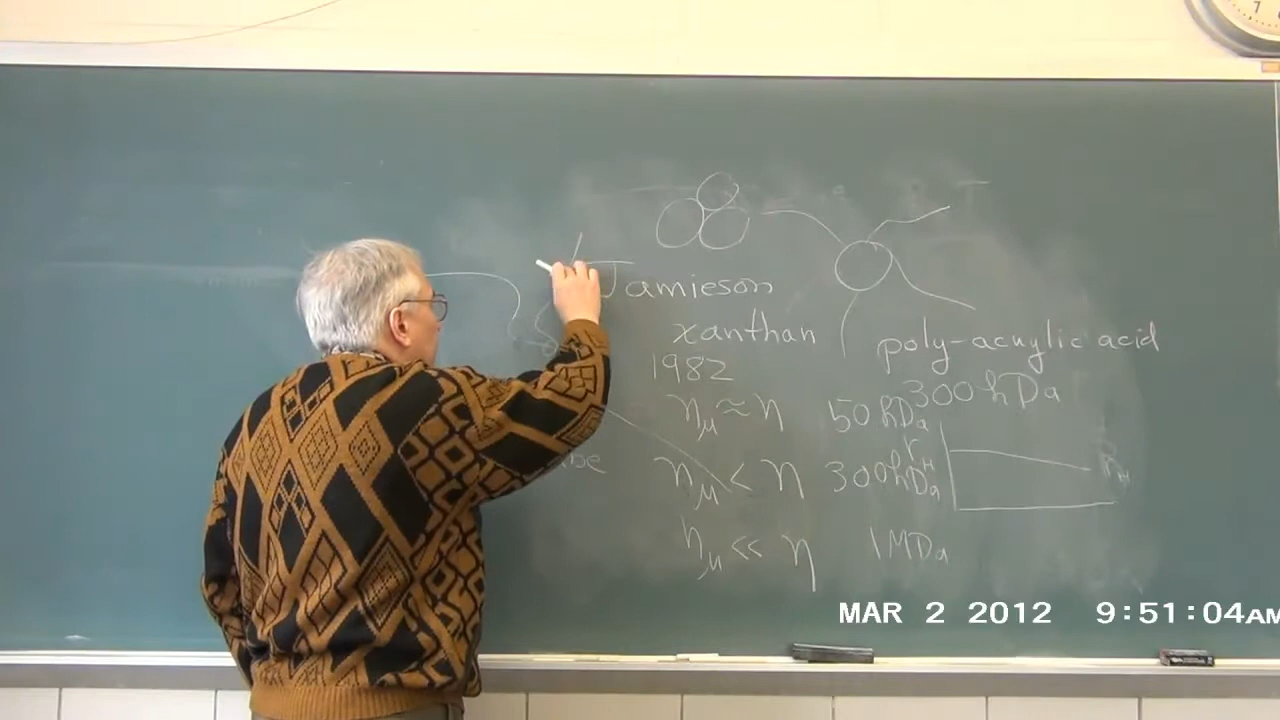 Jamieson
xanthan
1982
poly-acrylic acid
300 kDa
ημ ≈ η 50 kDa
ημ < η 300 kDa
ημ << η 1 MDa
MAR 2 2012 9:51:04AM
7